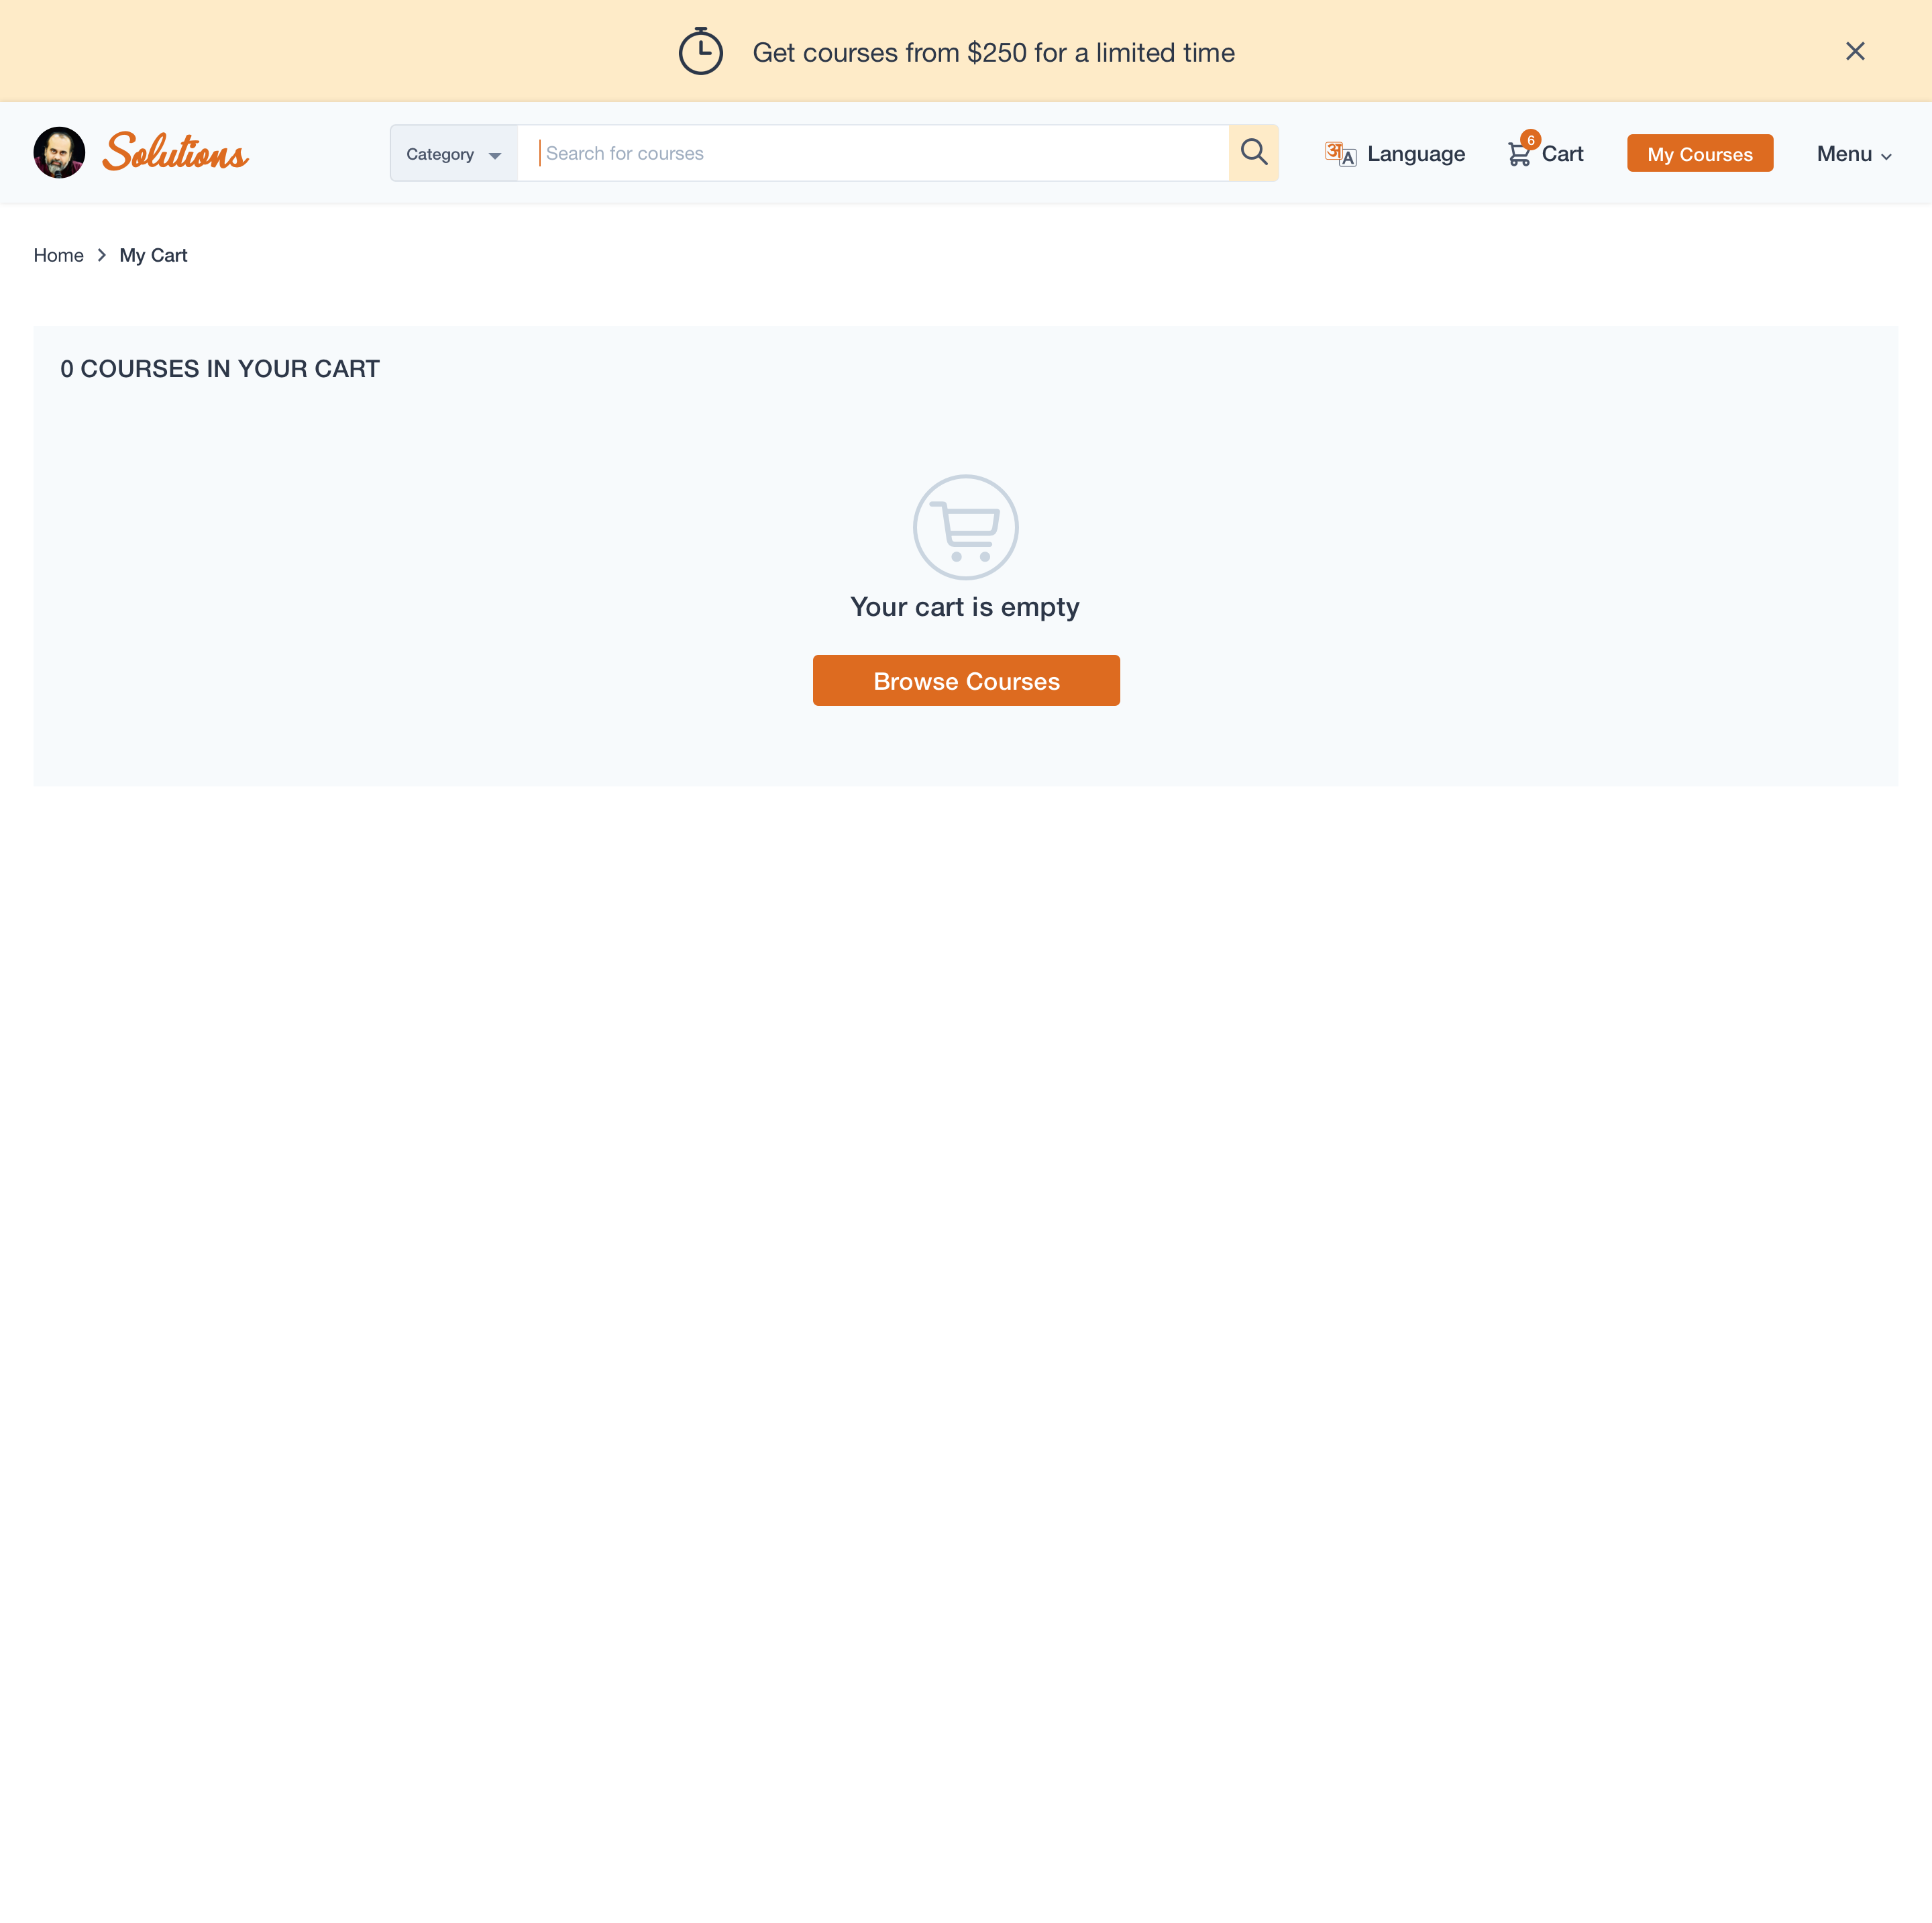 Get courses from $250 for a limited time
Solutions
Category
Search for courses
अA Language
6
Cart
My Courses
Menu
Home > My Cart
0 COURSES IN YOUR CART
Your cart is empty
Browse Courses